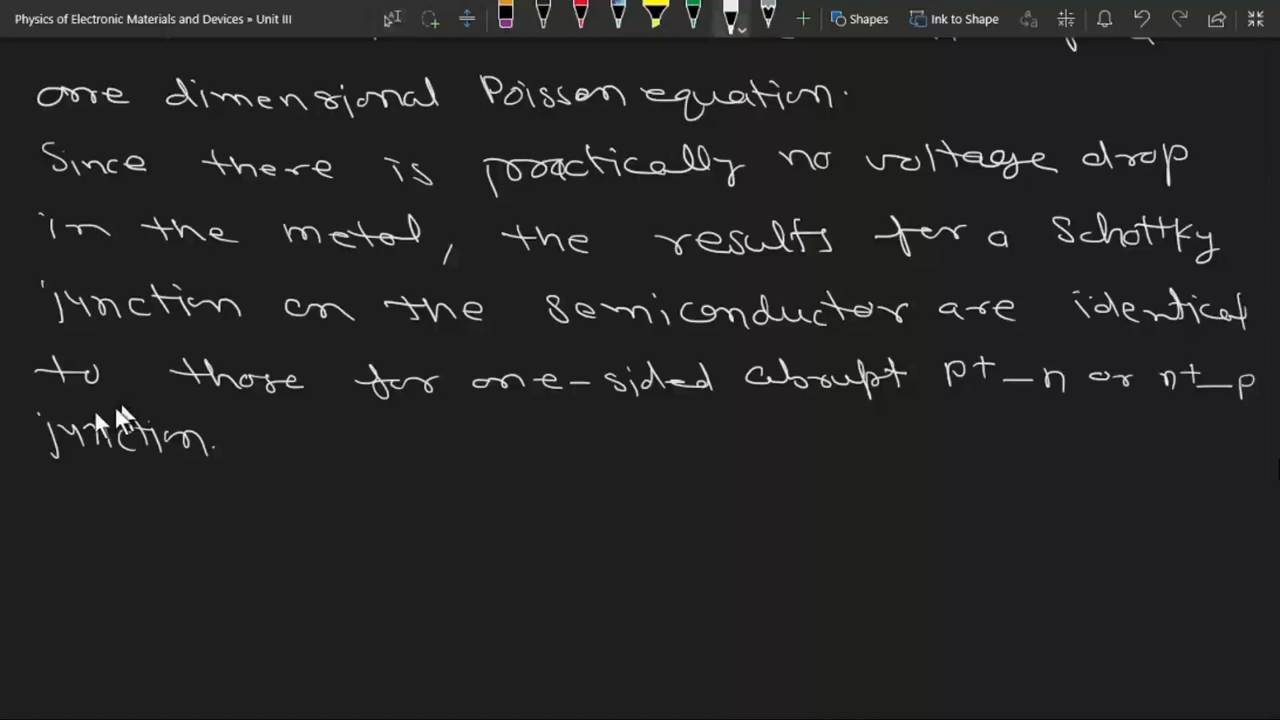 Physics of Electronic Materials and Devices » Unit III
Shapes
Ink to Shape
one dimensional Poisson equation.
Since there is practically no voltage drop
in the metal, the results for a Schottky
junction on the semiconductor are identical
to those for one-sided abrupt p+-n or n+-p
junction.